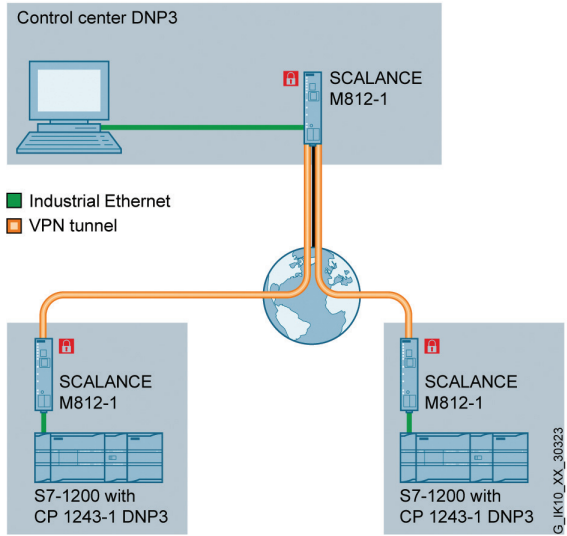 Control center DNP3
SCALANCE
M812-1
Industrial Ethernet
VPN tunnel
SCALANCE
M812-1
S7-1200 with
CP 1243-1 DNP3
SCALANCE
M812-1
S7-1200 with
CP 1243-1 DNP3
G_IK10_XX_30323